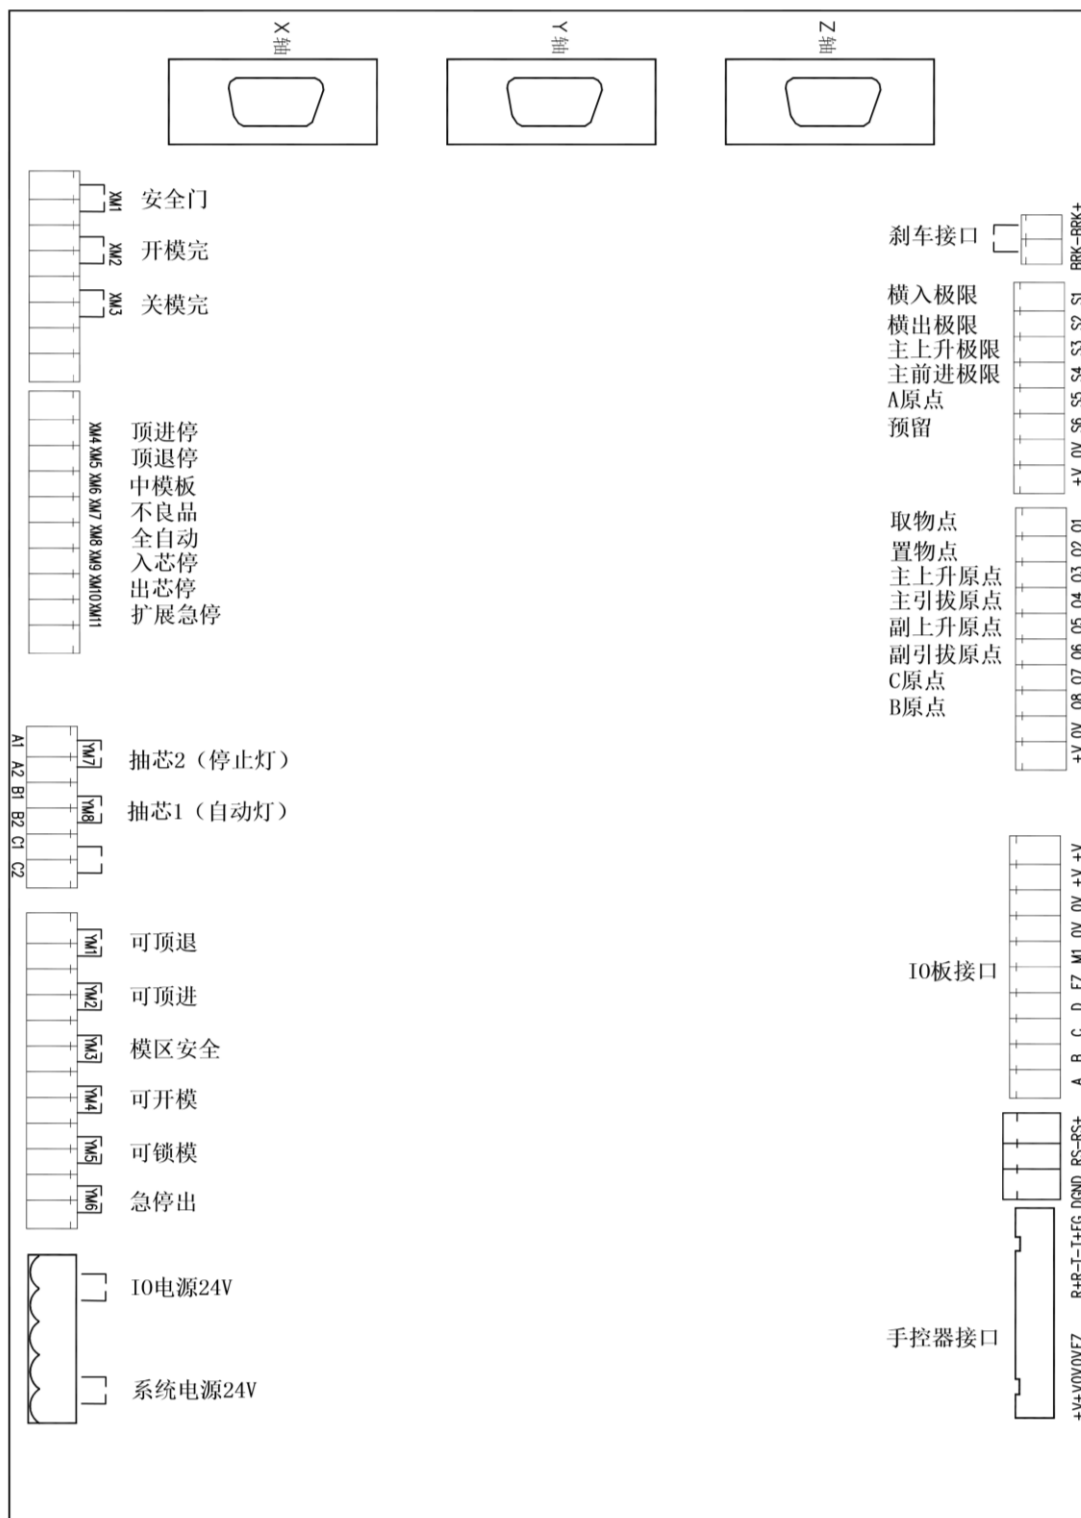 X轴
Y轴
Z轴
XM1 安全门
XM2 开模完
XM3 关模完
XM4 顶进停
XM5 顶退停
XM6 中模板
XM7 不良品
XM8 全自动
XM9 入芯停
XM10 出芯停
XM11 扩展急停
A1 A2 B1 B2 C1 C2
YM7 抽芯2（停止灯）
YM8 抽芯1（自动灯）
YM1 可顶退
YM2 可顶进
YM3 模区安全
YM4 可开模
YM5 可锁模
YM6 急停出
IO电源24V
系统电源24V
刹车接口
BRK-BRK+
横入极限 S1
横出极限 S2
主上升极限 S3
主前进极限 S4
A原点 S5
预留 S6
+V 0V
取物点 01
置物点 02
主上升原点 03
主引拔原点 04
副上升原点 05
副引拔原点 06
C原点 07
B原点 08
+V 0V
IO板接口
A B C D EZ M1 0V 0V +V +V
DGND RS-RS+
手控器接口
+V+V0V0VEZ R+R-T-T+FG